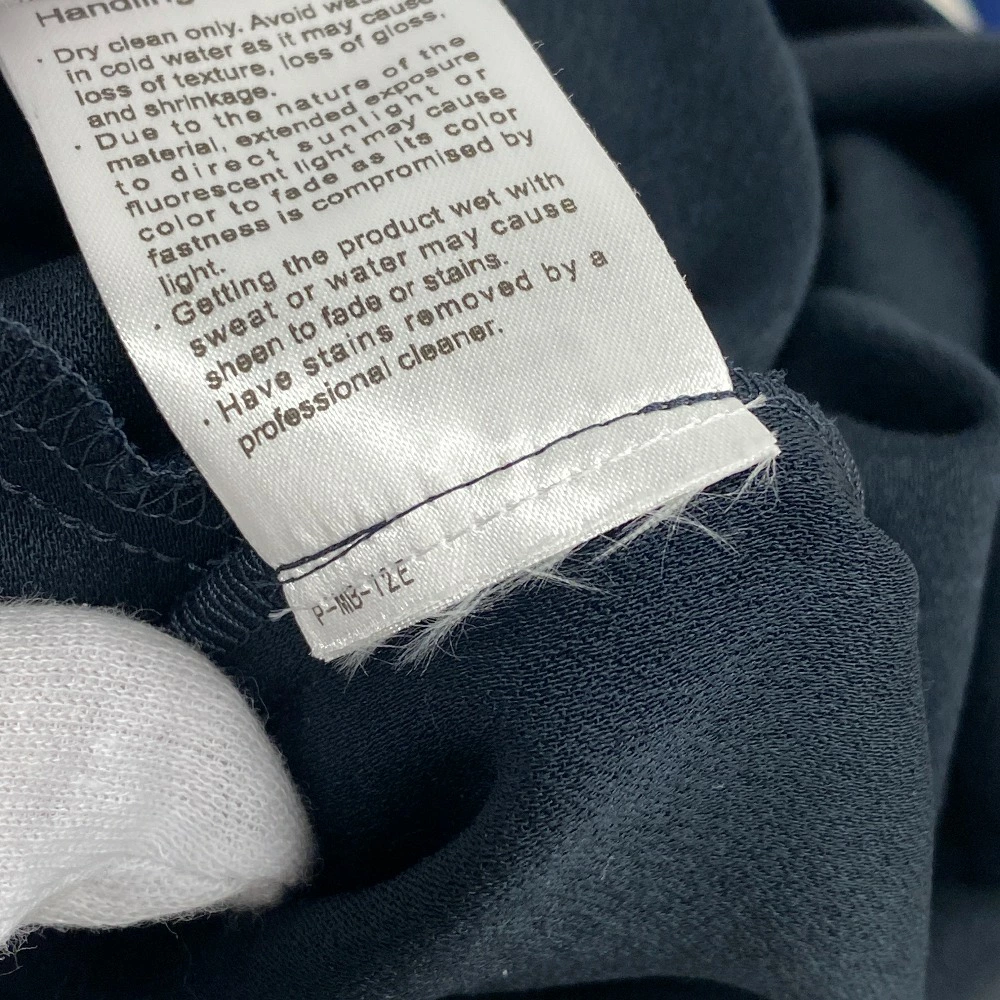 Handling
· Dry clean only. Avoid
in cold water as it may cause
loss of texture, loss of gloss,
and shrinkage.
· Due to the nature of the
material, extended exposure
to direct sunlight or
fluorescent light may cause
color to fade as its color
fastness is compromised by
light.
· Getting the product wet with
sweat or water may cause
sheen to fade or stains.
· Have stains removed by a
professional cleaner.
P-MB-12E